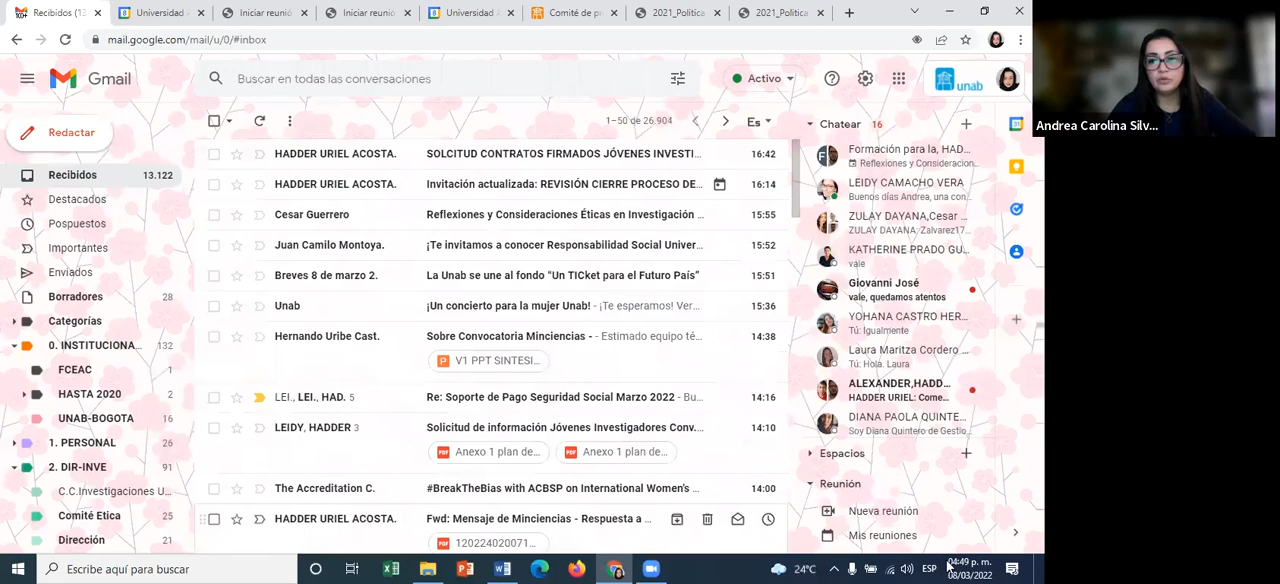 Recibidos (13
Universidad A
Iniciar reunió
Iniciar reunió
Universidad A
Comité de pr
2021_Politica
2021_Politica
mail.google.com/mail/u/0/#inbox
Gmail
Buscar en todas las conversaciones
Activo
unab
Andrea Carolina Silv...
Redactar
1–50 de 26.904
Es
Recibidos 13.122
Destacados
Pospuestos
Importantes
Enviados
Borradores 28
Categorías
0. INSTITUCIONA... 132
FCEAC 1
HASTA 2020 2
UNAB-BOGOTA 16
1. PERSONAL 26
2. DIR-INVE 91
C.C.Investigaciones U...
Comité Etica 25
Dirección 21
HADDER URIEL ACOSTA. SOLCITUD CONTRATOS FIRMADOS JÓVENES INVESTI... 16:42
HADDER URIEL ACOSTA. Invitación actualizada: REVISIÓN CIERRE PROCESO DE... 16:14
Cesar Guerrero Reflexiones y Consideraciones Éticas en Investigación ... 15:55
Juan Camilo Montoya. ¡Te invitamos a conocer Responsabilidad Social Univer... 15:52
Breves 8 de marzo 2. La Unab se une al fondo “Un TICket para el Futuro País” 15:51
Unab ¡Un concierto para la mujer Unab! - ¡Te esperamos! Ver... 15:36
Hernando Uribe Cast. Sobre Convocatoria Minciencias - - Estimado equipo té... 14:38
V1 PPT SINTESI...
LEI., LEI., HAD. 5 Re: Soporte de Pago Seguridad Social Marzo 2022 - Bu... 14:16
LEIDY, HADDER 3 Solicitud de información Jóvenes Investigadores Conv.... 14:10
PDF Anexo 1 plan de... PDF Anexo 1 plan de...
The Accreditation C. #BreakTheBias with ACBSP on International Women's ... 14:00
HADDER URIEL ACOSTA. Fwd: Mensaje de Minciencias - Respuesta a ...
PDF 120224020071...
Chatear 16
Formación para la, HAD...
Reflexiones y Consideracion...
LEIDY CAMACHO VERA
Buenos días Andrea, una con...
ZULAY DAYANA,Cesar ...
ZULAY DAYANA: Zalvarez17...
KATHERINE PRADO GU...
vale
Giovanni José
vale, quedamos atentos
YOHANA CASTRO HER...
Tú: Igualmente
Laura Maritza Cordero ...
Tú: Hola. Laura
ALEXANDER,HADD...
HADDER URIEL: Come...
DIANA PAOLA QUINTE...
Soy Diana Quintero de Gestio...
Espacios
Reunión
Nueva reunión
Mis reuniones
Escribe aquí para buscar
24°C
ESP
04:49 p. m.
08/03/2022